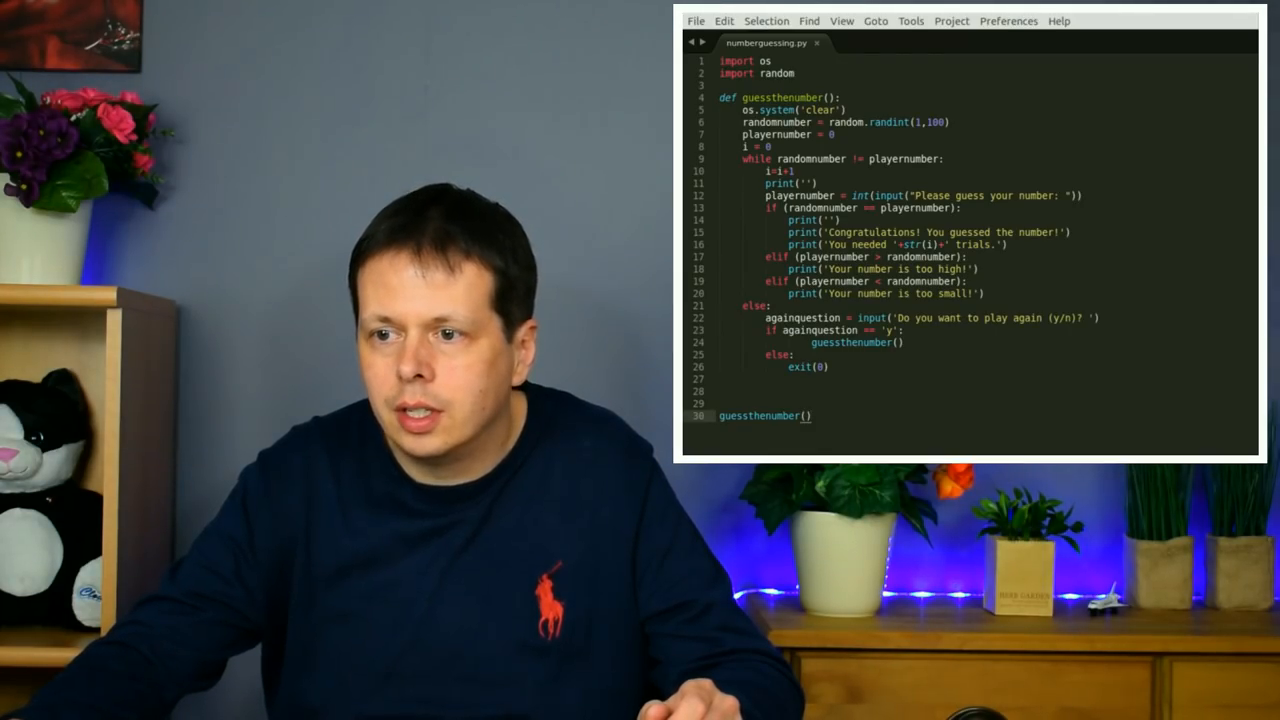 File Edit Selection Find View Goto Tools Project Preferences Help
numberguessing.py ×
1 import os
2 import random
3
4 def guessthenumber():
5 os.system('clear')
6 randomnumber = random.randint(1,100)
7 playernumber = 0
8 i = 0
9 while randomnumber != playernumber:
10 i=i+1
11 print('')
12 playernumber = int(input("Please guess your number: "))
13 if (randomnumber == playernumber):
14 print('')
15 print('Congratulations! You guessed the number!')
16 print('You needed '+str(i)+' trials.')
17 elif (playernumber > randomnumber):
18 print('Your number is too high!')
19 elif (playernumber < randomnumber):
20 print('Your number is too small!')
21 else:
22 againquestion = input('Do you want to play again (y/n)? ')
23 if againquestion == 'y':
24 guessthenumber()
25 else:
26 exit(0)
27
28
29
30 guessthenumber()
HERB GARDEN